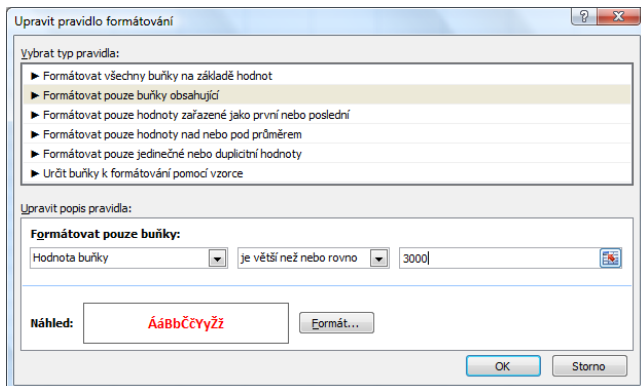 Upravit pravidlo formátování
Vybrat typ pravidla:
► Formátovat všechny buňky na základě hodnot
► Formátovat pouze buňky obsahující
► Formátovat pouze hodnoty zařazené jako první nebo poslední
► Formátovat pouze hodnoty nad nebo pod průměrem
► Formátovat pouze jedinečné nebo duplicitní hodnoty
► Určit buňky k formátování pomocí vzorce
Upravit popis pravidla:
Formátovat pouze buňky:
Hodnota buňky je větší než nebo rovno 3000
Náhled: ÁáBbČčYyŽž Formát...
OK Storno